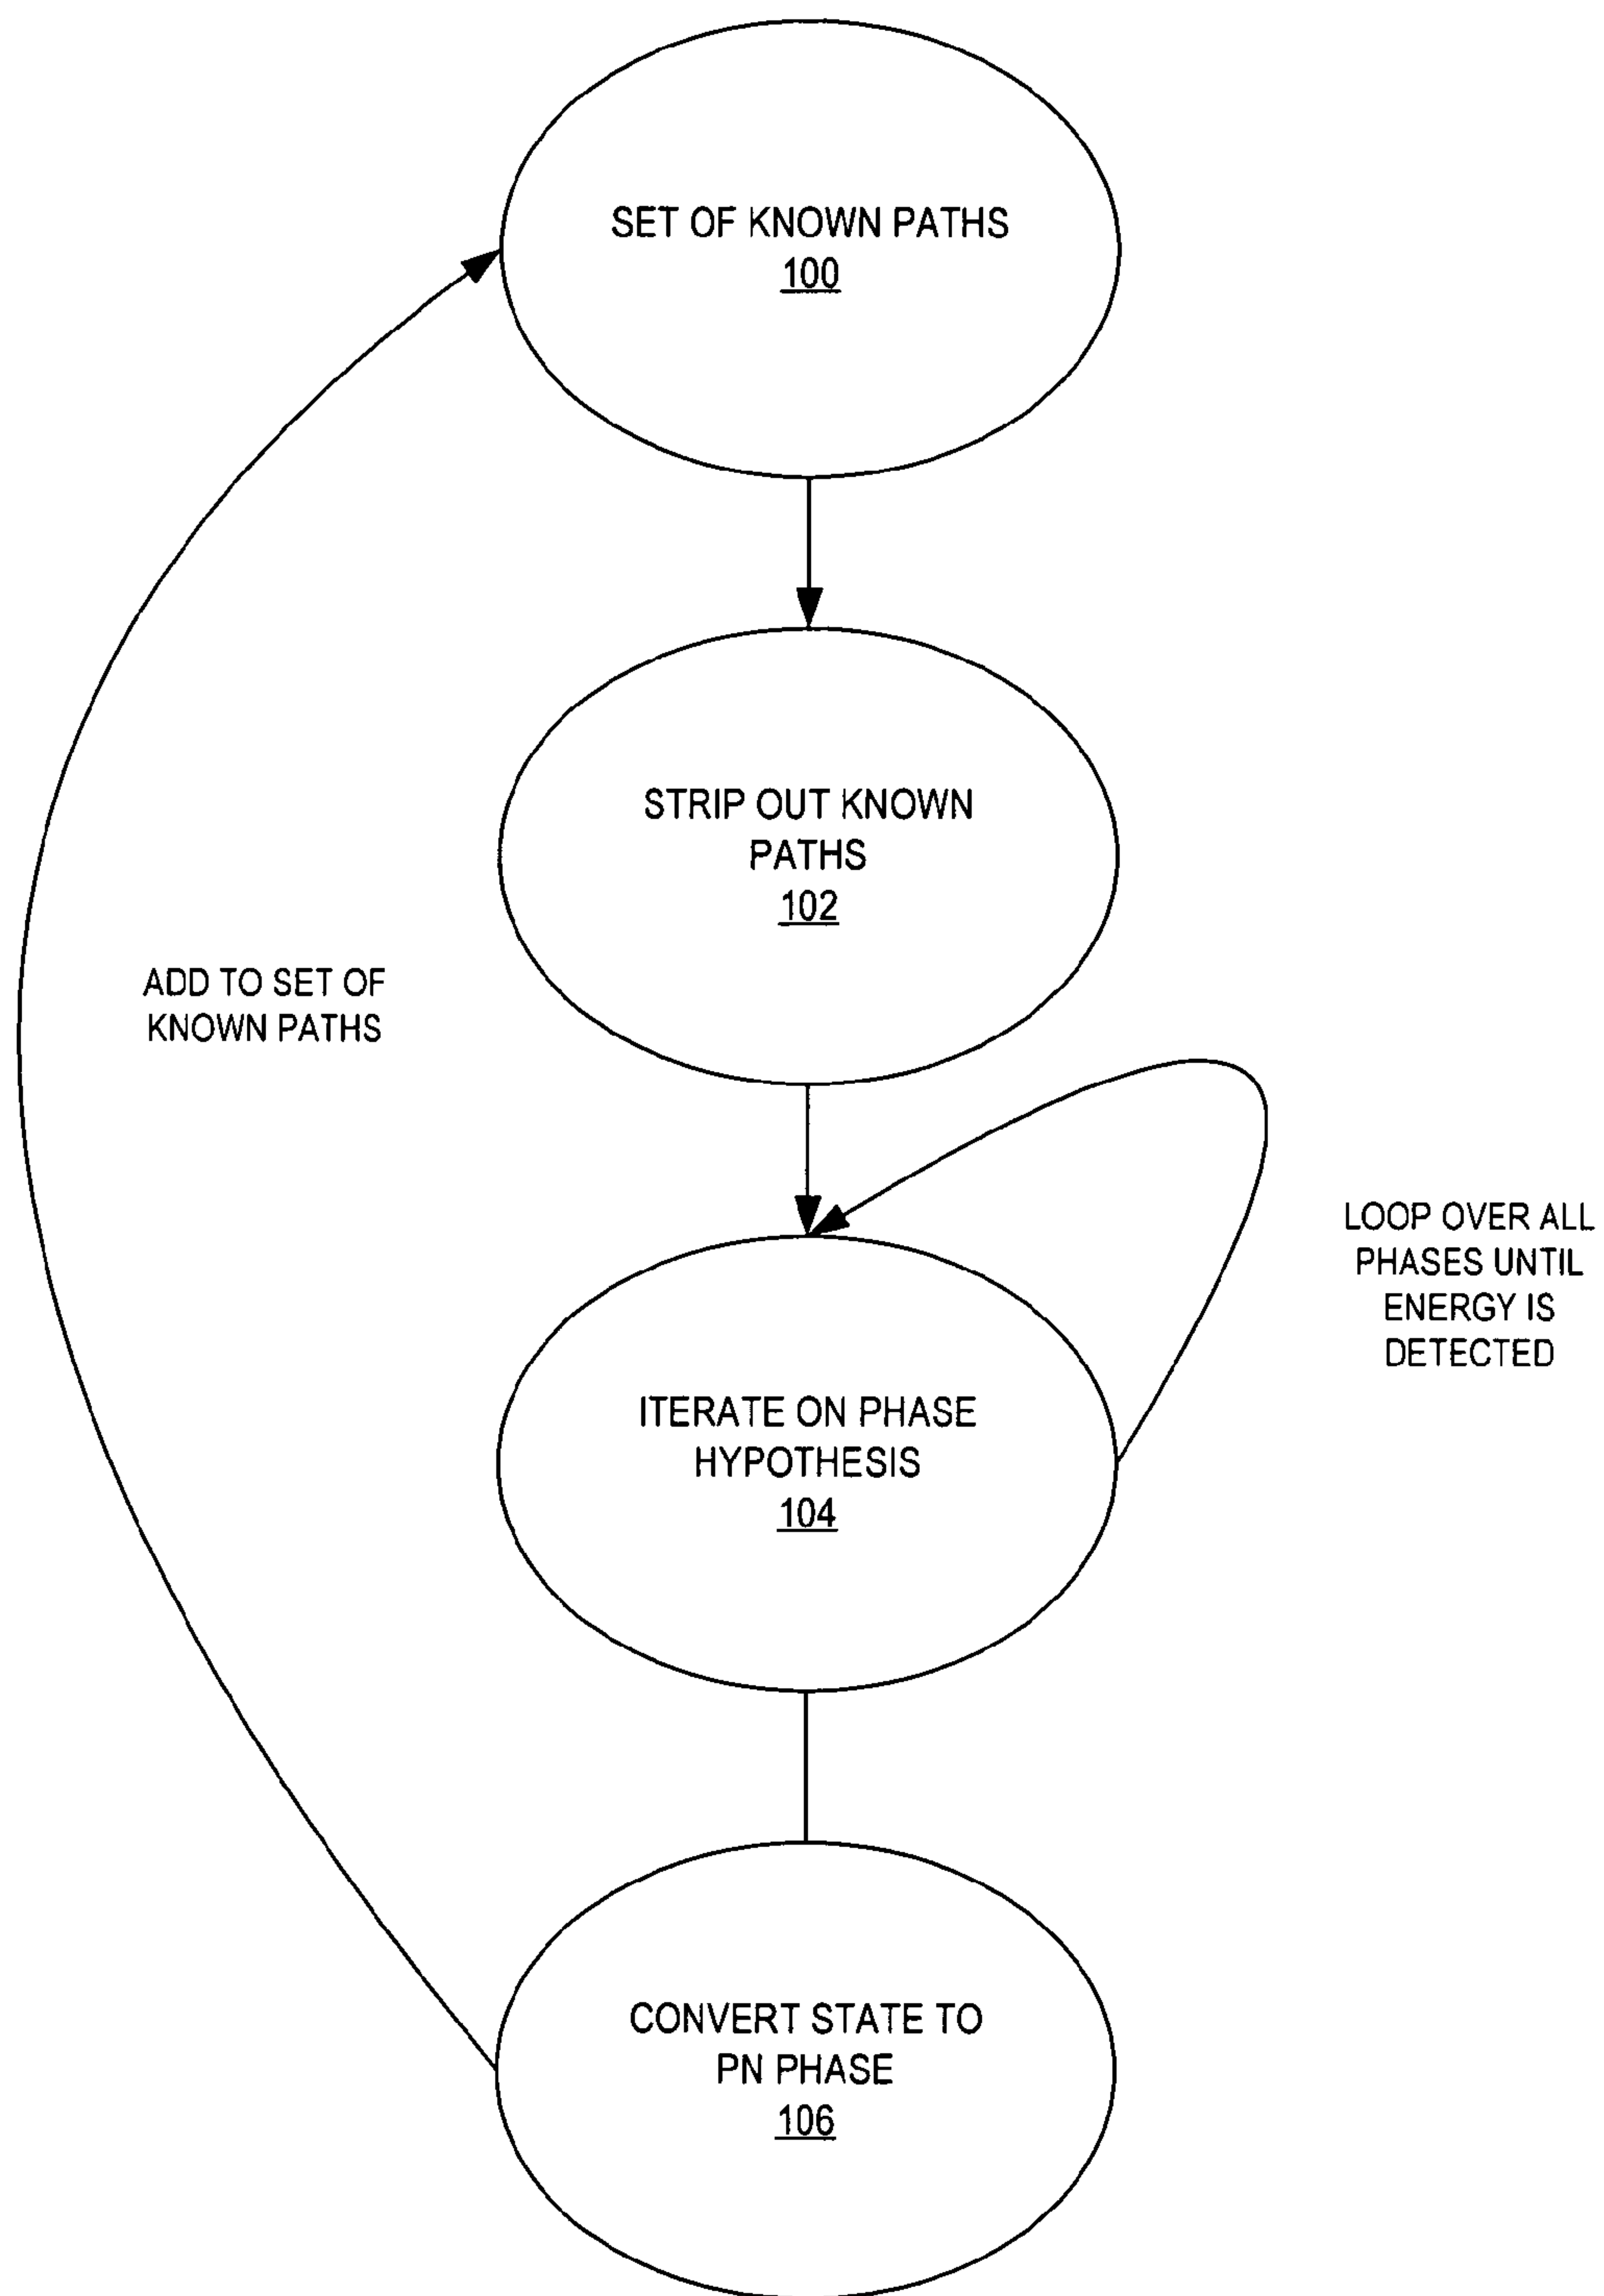 SET OF KNOWN PATHS
100
STRIP OUT KNOWN
PATHS
102
ADD TO SET OF
KNOWN PATHS
LOOP OVER ALL
PHASES UNTIL
ENERGY IS
DETECTED
ITERATE ON PHASE
HYPOTHESIS
104
CONVERT STATE TO
PN PHASE
106